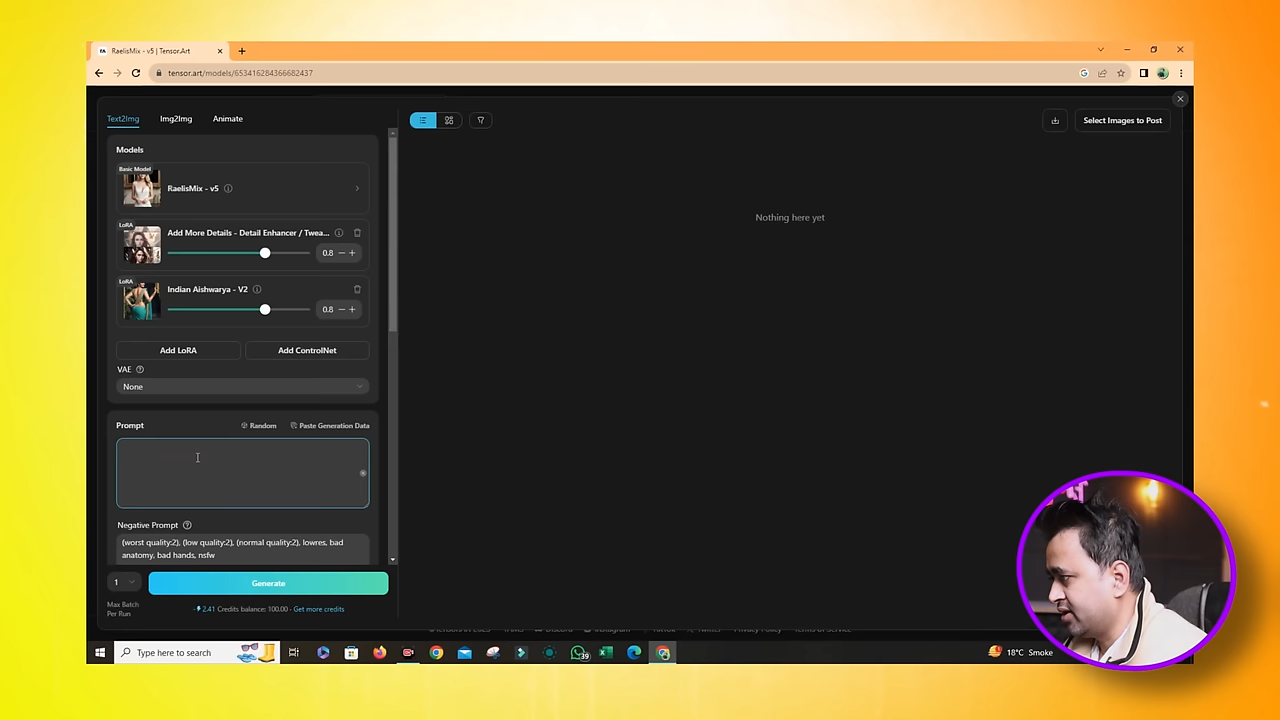 RaelisMix - v5 | Tensor.Art
tensor.art/models/653416284366682437
Text2Img Img2Img Animate
Select Images to Post
Models
Basic Model
RaelisMix - v5
Nothing here yet
LoRA
Add More Details - Detail Enhancer / Twea...
0.8
LoRA
Indian Aishwarya - V2
0.8
Add LoRA Add ControlNet
VAE
None
Prompt Random Paste Generation Data
Negative Prompt
(worst quality:2), (low quality:2), (normal quality:2), lowres, bad
anatomy, bad hands, nsfw
1 Generate
Max Batch
Per Run
- 2.41 Credits balance: 100.00 - Get more credits
Type here to search
39
18°C Smoke